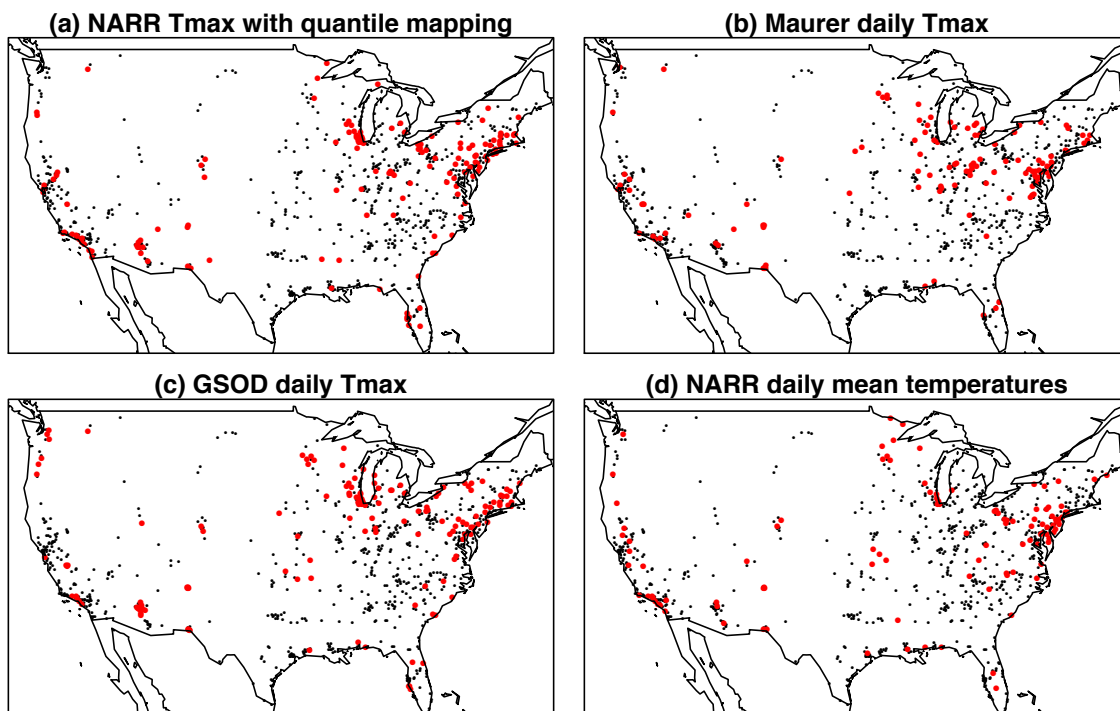 (a) NARR Tmax with quantile mapping
(b) Maurer daily Tmax
(c) GSOD daily Tmax
(d) NARR daily mean temperatures